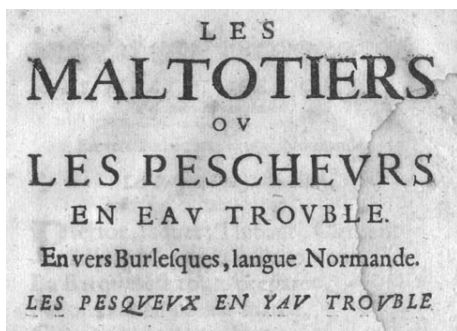 LES
MALTOTIERS
OV
LES PESCHEVRS
EN EAV TROVBLE.
En vers Burleſques, langue Normande.
LES PESQVEVX EN YAV TROVBLE